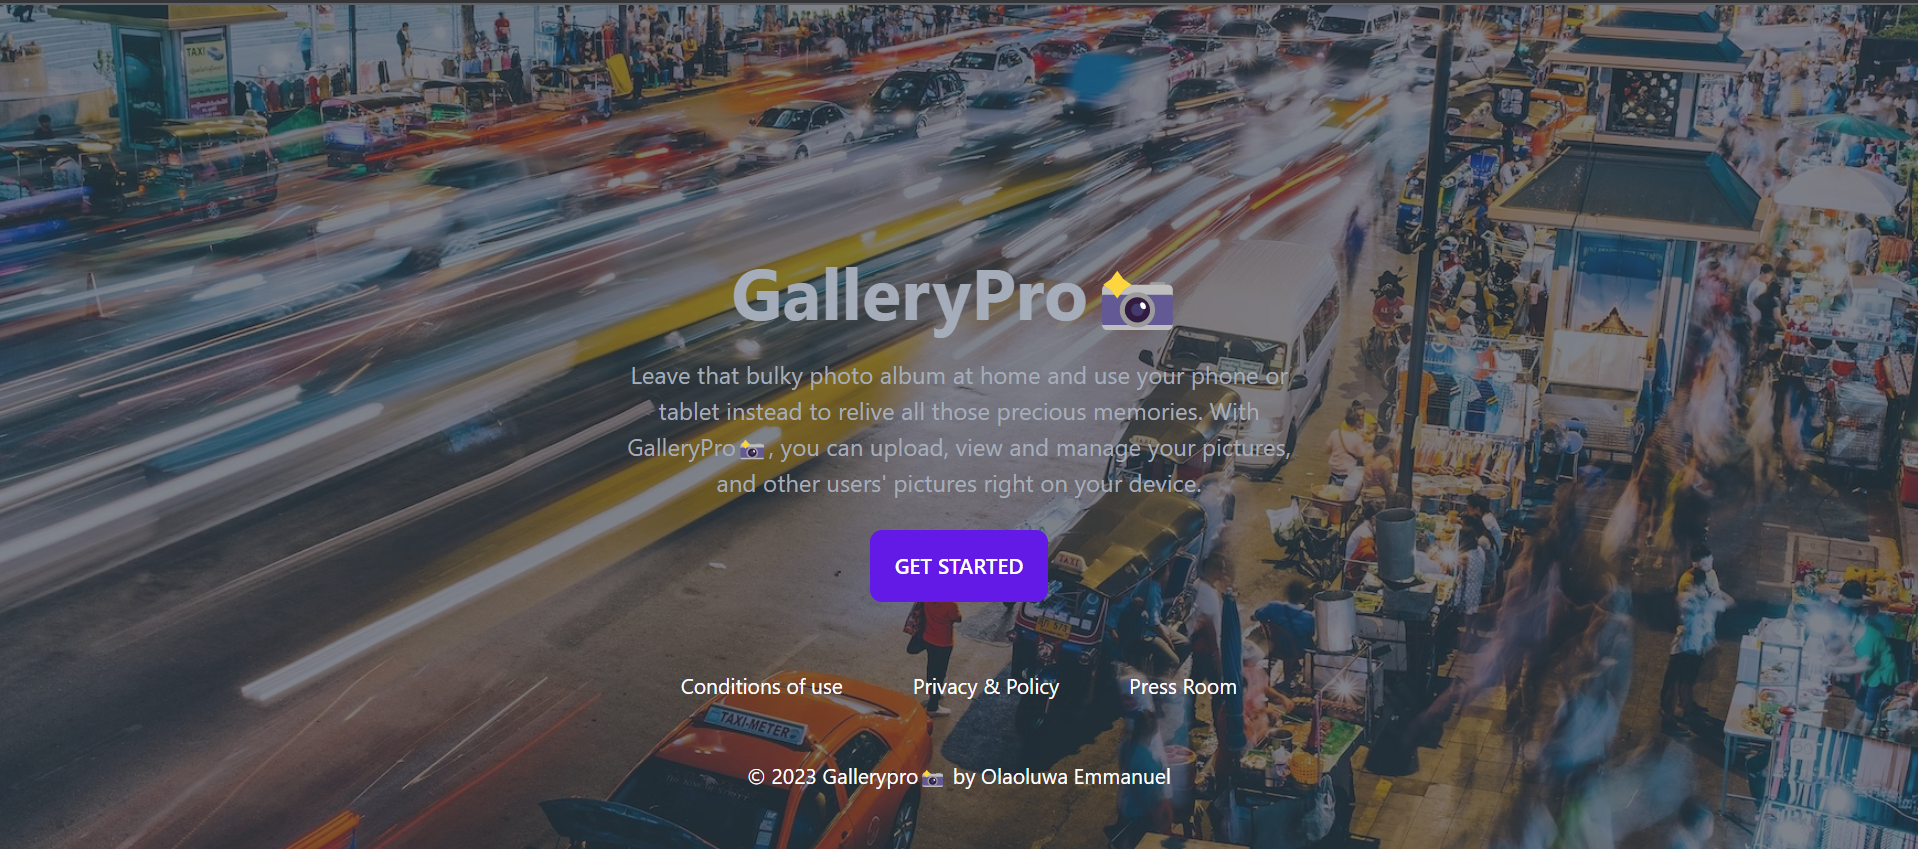 TAXI
GalleryPro📸
Leave that bulky photo album at home and use your phone or
tablet instead to relive all those precious memories. With
GalleryPro📸, you can upload, view and manage your pictures,
and other users' pictures right on your device.
TAXI
GET STARTED
Conditions of use
Privacy & Policy
Press Room
TAXI-METER
© 2023 Gallerypro📸 by Olaoluwa Emmanuel